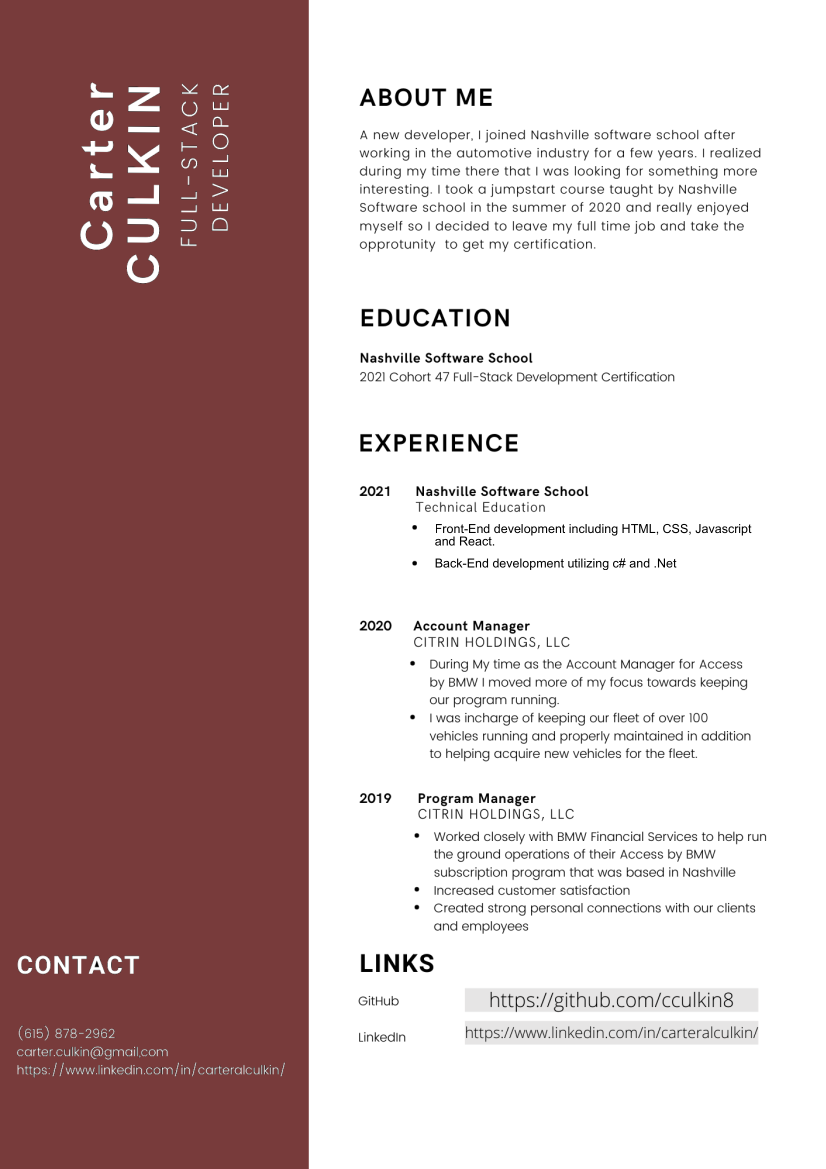 Carter
CULKIN
FULL-STACK
DEVELOPER
ABOUT ME
A new developer, I joined Nashville software school after
working in the automotive industry for a few years. I realized
during my time there that I was looking for something more
interesting. I took a jumpstart course taught by Nashville
Software school in the summer of 2020 and really enjoyed
myself so I decided to leave my full time job and take the
opprotunity  to get my certification.
EDUCATION
Nashville Software School
2021 Cohort 47 Full-Stack Development Certification
EXPERIENCE
2021 Nashville Software School
Technical Education
• Front-End development including HTML, CSS, Javascript
and React.
• Back-End development utilizing c# and .Net
2020 Account Manager
CITRIN HOLDINGS, LLC
• During My time as the Account Manager for Access
by BMW I moved more of my focus towards keeping
our program running.
• I was incharge of keeping our fleet of over 100
vehicles running and properly maintained in addition
to helping acquire new vehicles for the fleet.
2019 Program Manager
CITRIN HOLDINGS, LLC
• Worked closely with BMW Financial Services to help run
the ground operations of their Access by BMW
subscription program that was based in Nashville
• Increased customer satisfaction
• Created strong personal connections with our clients
and employees
LINKS
GitHub https://github.com/cculkin8
LinkedIn https://www.linkedin.com/in/carteralculkin/
CONTACT
(615) 878-2962
carter.culkin@gmail.com
https://www.linkedin.com/in/carteralculkin/